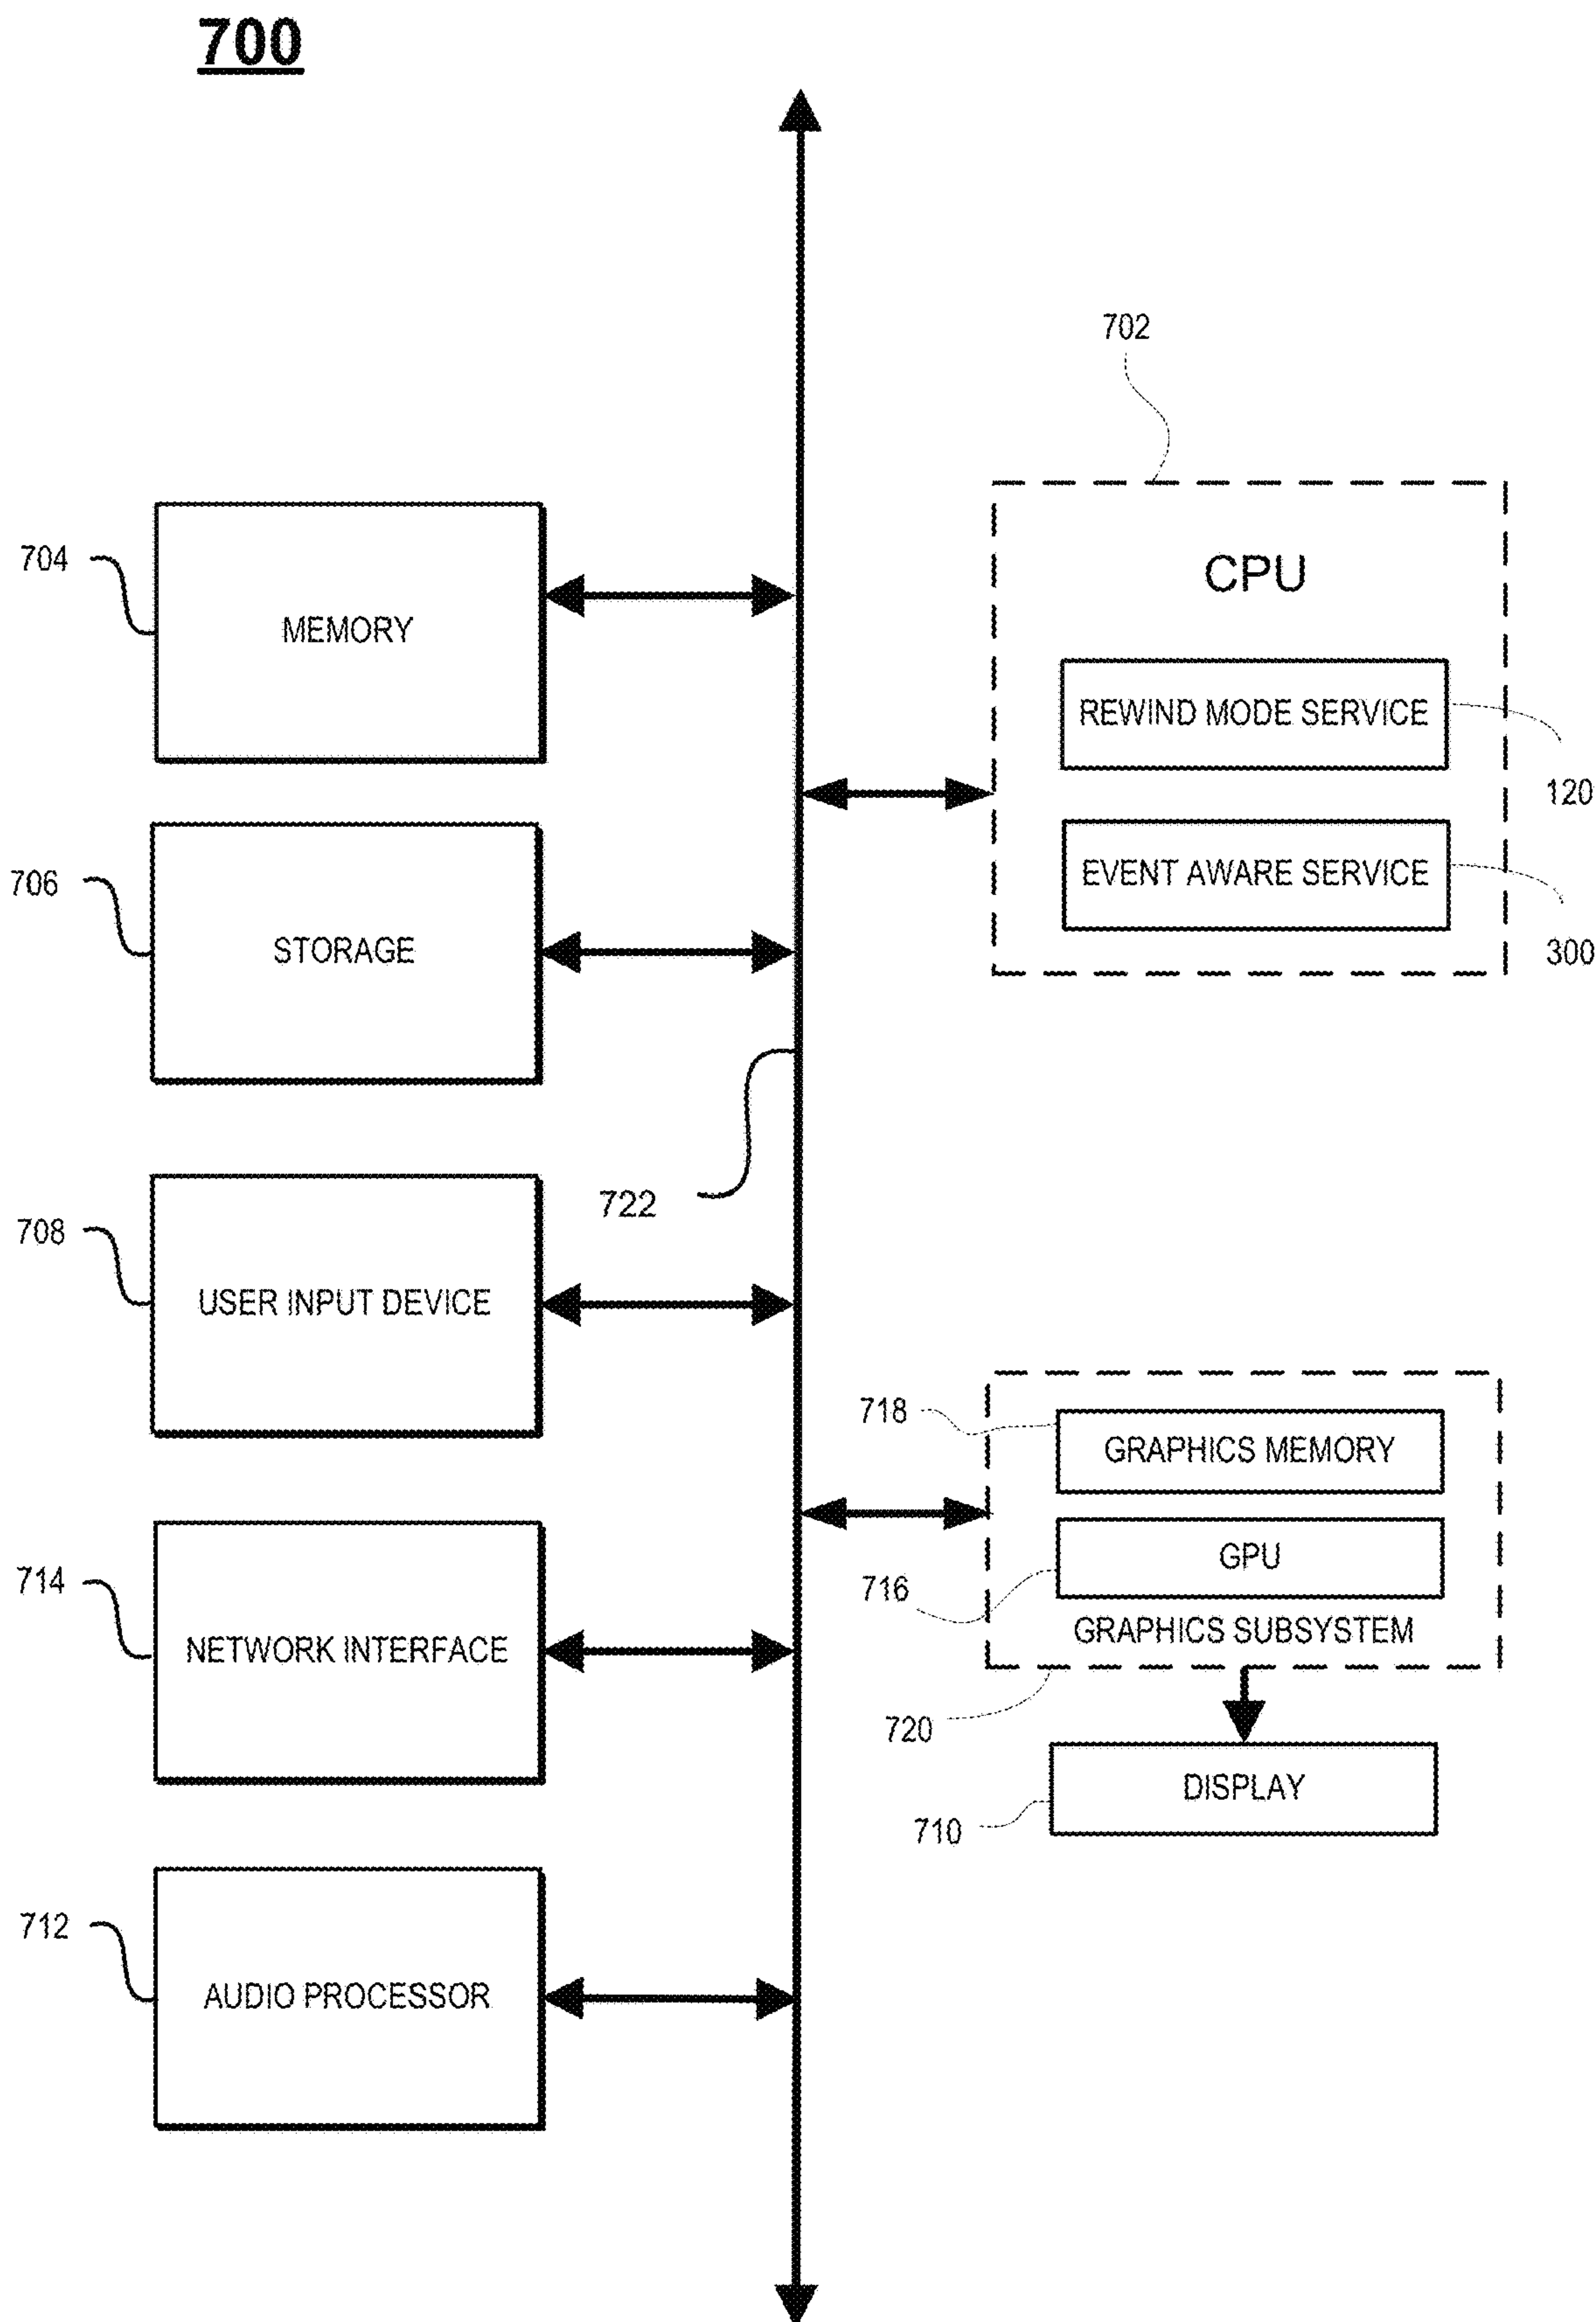 700
702
CPU
704
MEMORY
REWIND MODE SERVICE
120
706
STORAGE
EVENT AWARE SERVICE
300
722
708
USER INPUT DEVICE
718
GRAPHICS MEMORY
GPU
716
GRAPHICS SUBSYSTEM
714
NETWORK INTERFACE
720
DISPLAY
710
712
AUDIO PROCESSOR